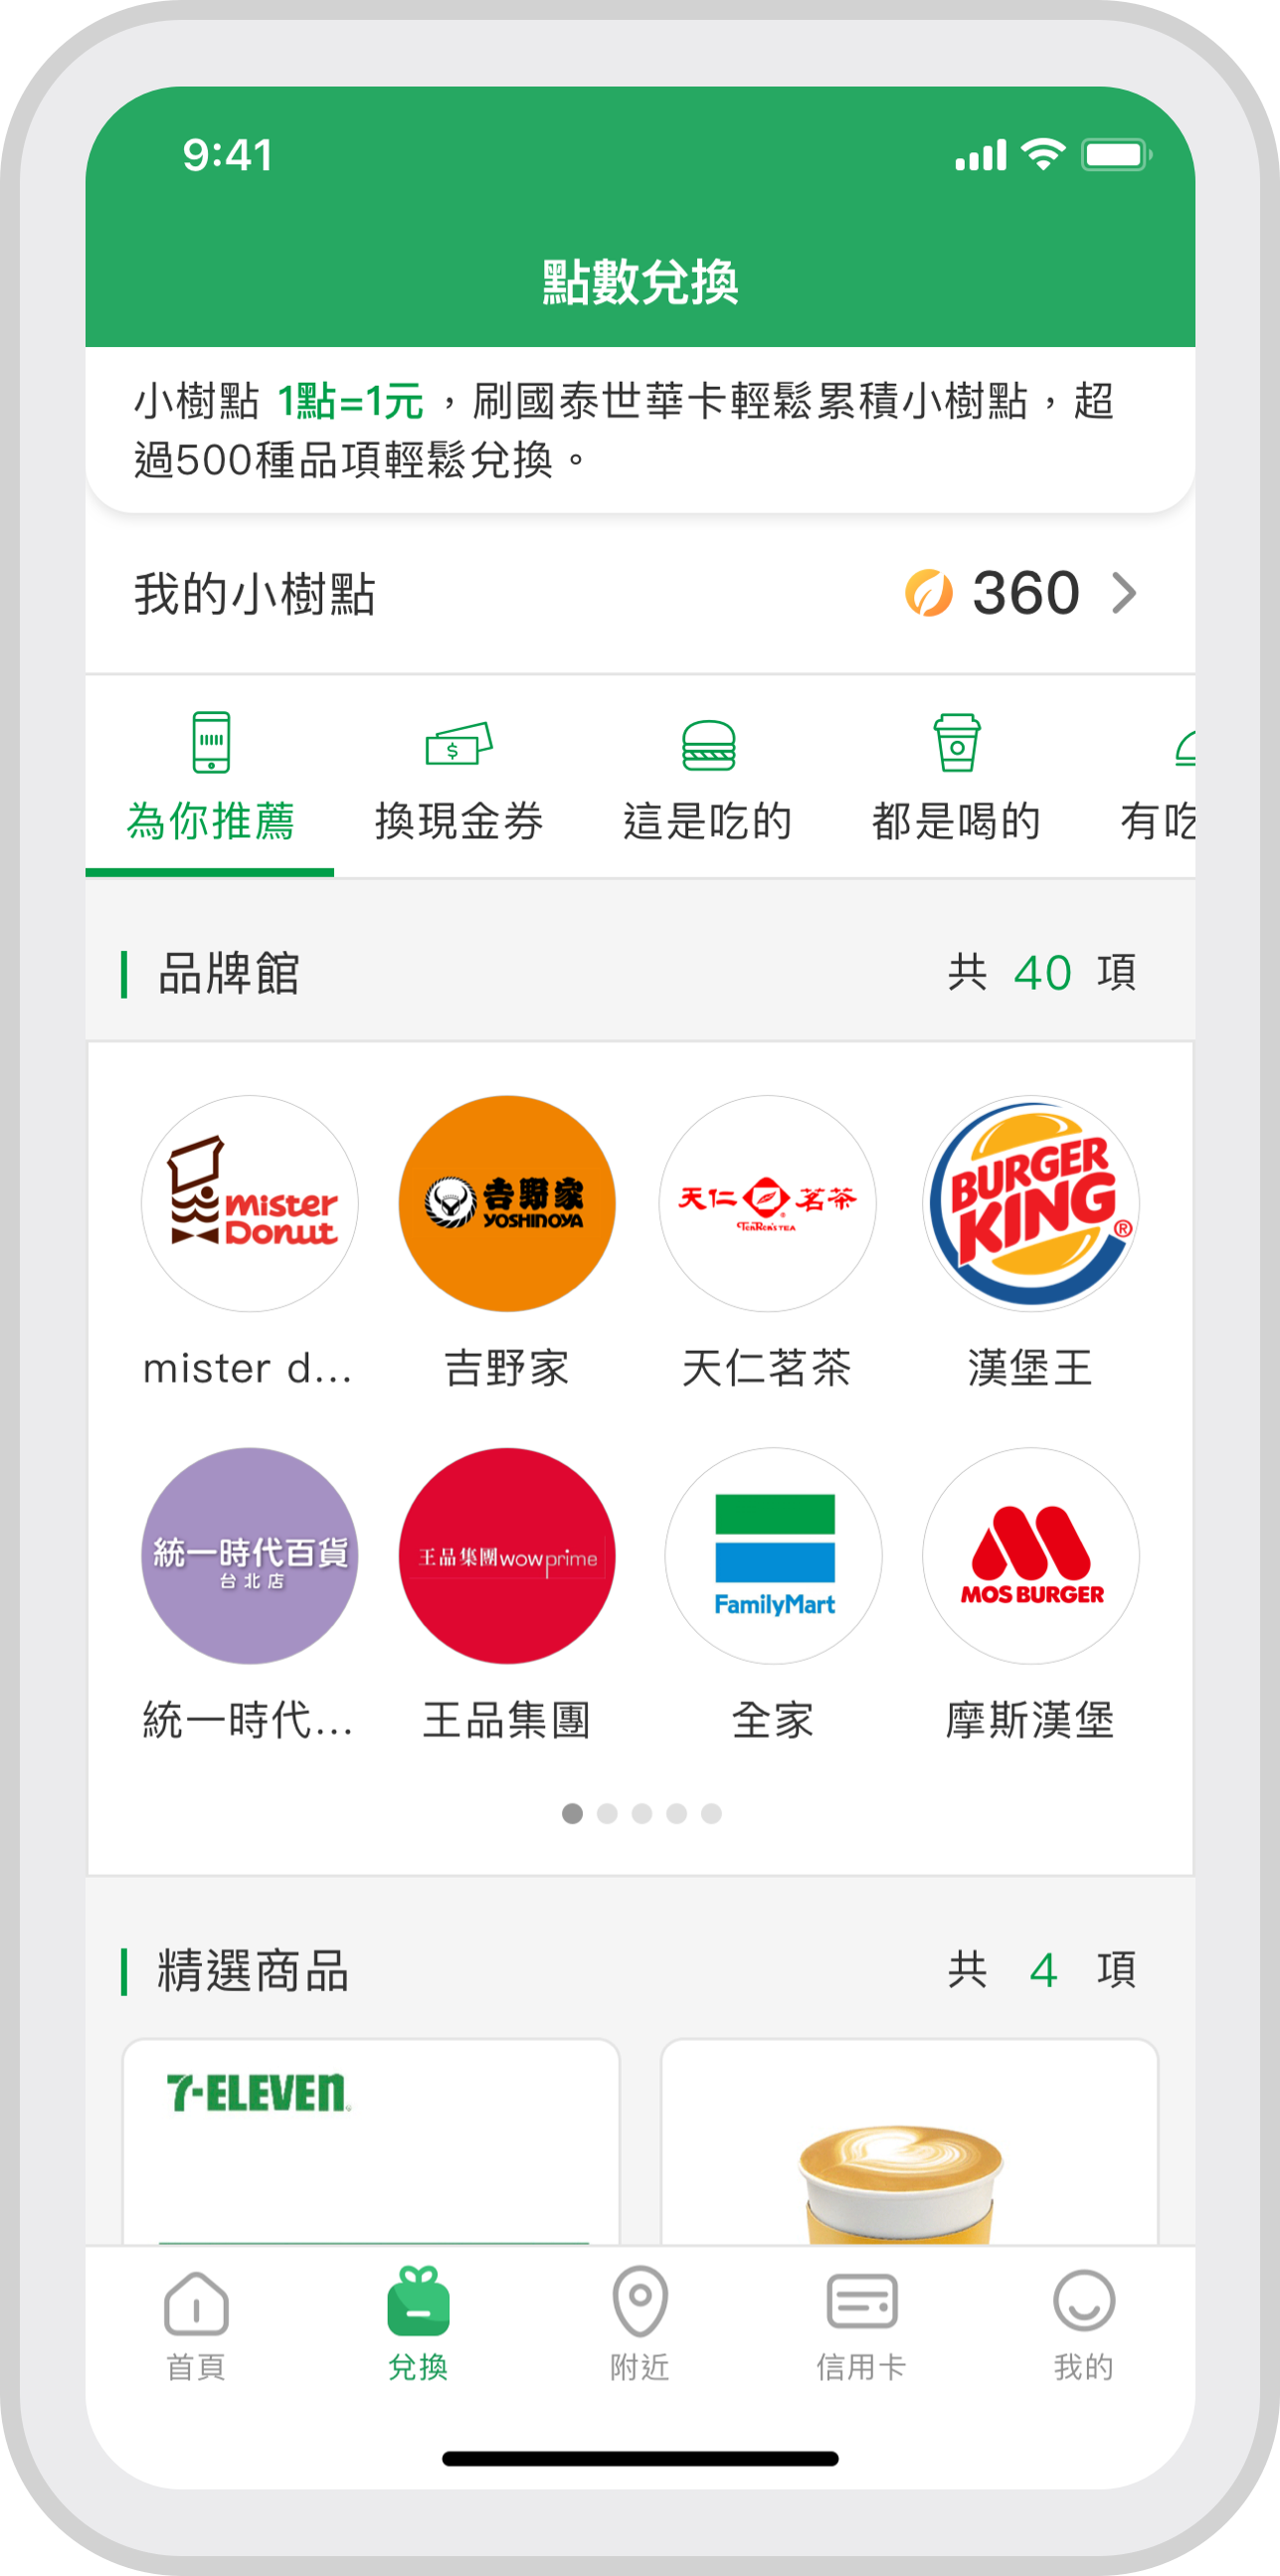 9:41
點數兌換
小樹點 1點=1元，刷國泰世華卡輕鬆累積小樹點，超
過500種品項輕鬆兌換。
我的小樹點 360
為你推薦 換現金券 這是吃的 都是喝的 有吃
品牌館 共 40 項
mister Donut
吉野家 YOSHINOYA
天仁茗茶 TenRen's TEA
BURGER KING ®
mister d... 吉野家 天仁茗茶 漢堡王
統一時代百貨 台北店
王品集團 wowprime
FamilyMart
MOS BURGER
統一時代... 王品集團 全家 摩斯漢堡
精選商品 共 4 項
7-ELEVEN
首頁 兌換 附近 信用卡 我的